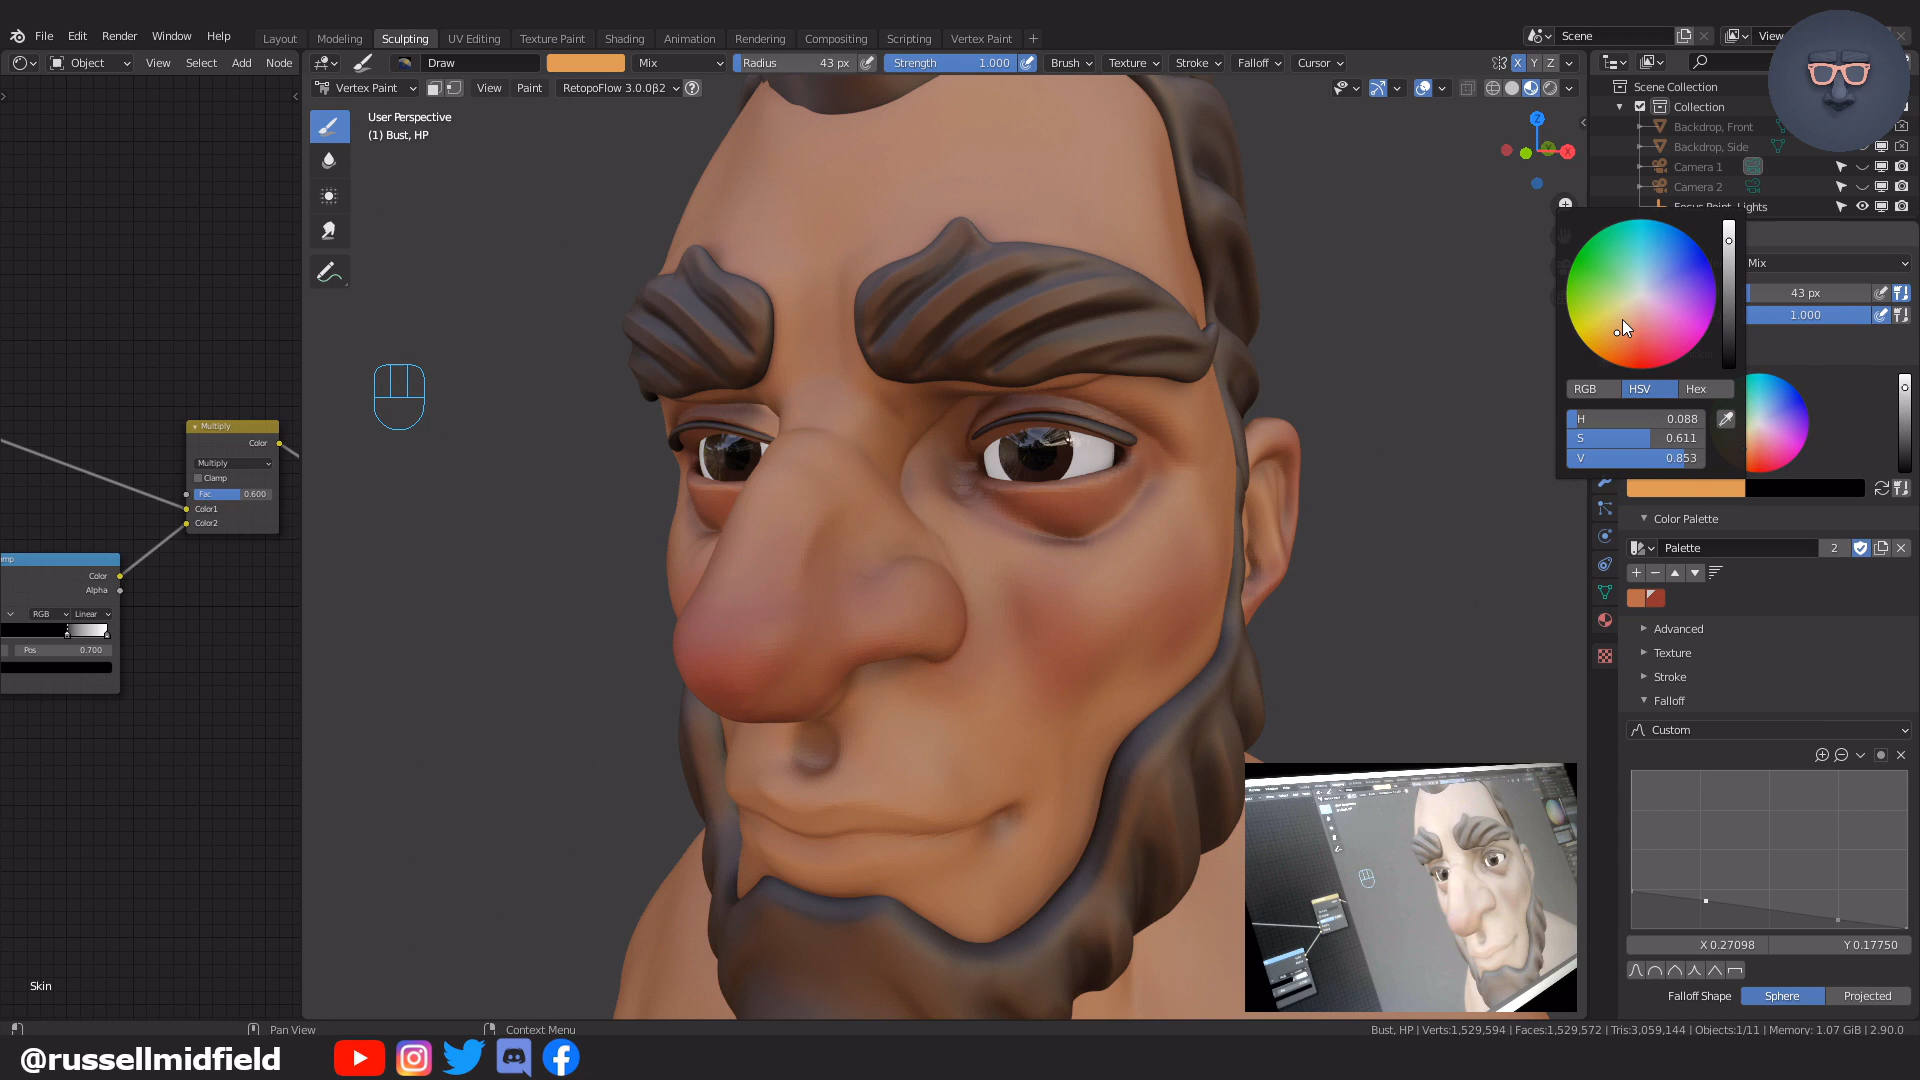 File Edit Render Window Help
Layout Modeling Sculpting UV Editing Texture Paint Shading Animation Rendering Compositing Scripting Vertex Paint +
Scene
View
Object View Select Add Node
Draw Mix Radius 43 px Strength 1.000 Brush Texture Stroke Falloff Cursor X Y Z
Vertex Paint View Paint RetopoFlow 3.0.0β2
User Perspective
(1) Bust, HP
Z
X
Scene Collection
Collection
Backdrop, Front
Backdrop, Side
Camera 1
Camera 2
Focus Point, Lights
Mix
43 px
1.000
RGB HSV Hex
H 0.088
S 0.611
V 0.853
Color Palette
Palette 2
Advanced
Texture
Stroke
Falloff
Custom
X 0.27098 Y 0.17750
Falloff Shape Sphere Projected
Multiply
Color
Multiply
Clamp
Fac 0.600
Color1
Color2
amp
Color
Alpha
RGB Linear
Pos 0.700
Skin
Pan View Context Menu
Bust, HP | Verts:1,529,594 | Faces:1,529,572 | Tris:3,059,144 | Objects:1/11 | Memory: 1.07 GiB | 2.90.0
@russellmidfield